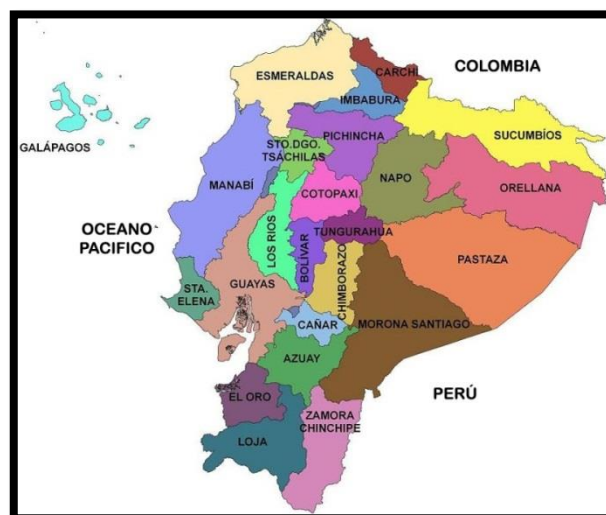 CARCHI
COLOMBIA
ESMERALDAS
IMBABURA
PICHINCHA
SUCUMBÍOS
STO.DGO.
TSÁCHILAS
GALÁPAGOS
NAPO
MANABÍ
COTOPAXI
ORELLANA
OCEANO
PACIFICO
LOS RIOS
TUNGURAHUA
BOLÍVAR
PASTAZA
CHIMBORAZO
STA.
ELENA
GUAYAS
CAÑAR
MORONA SANTIAGO
AZUAY
PERÚ
EL ORO
ZAMORA
CHINCHIPE
LOJA